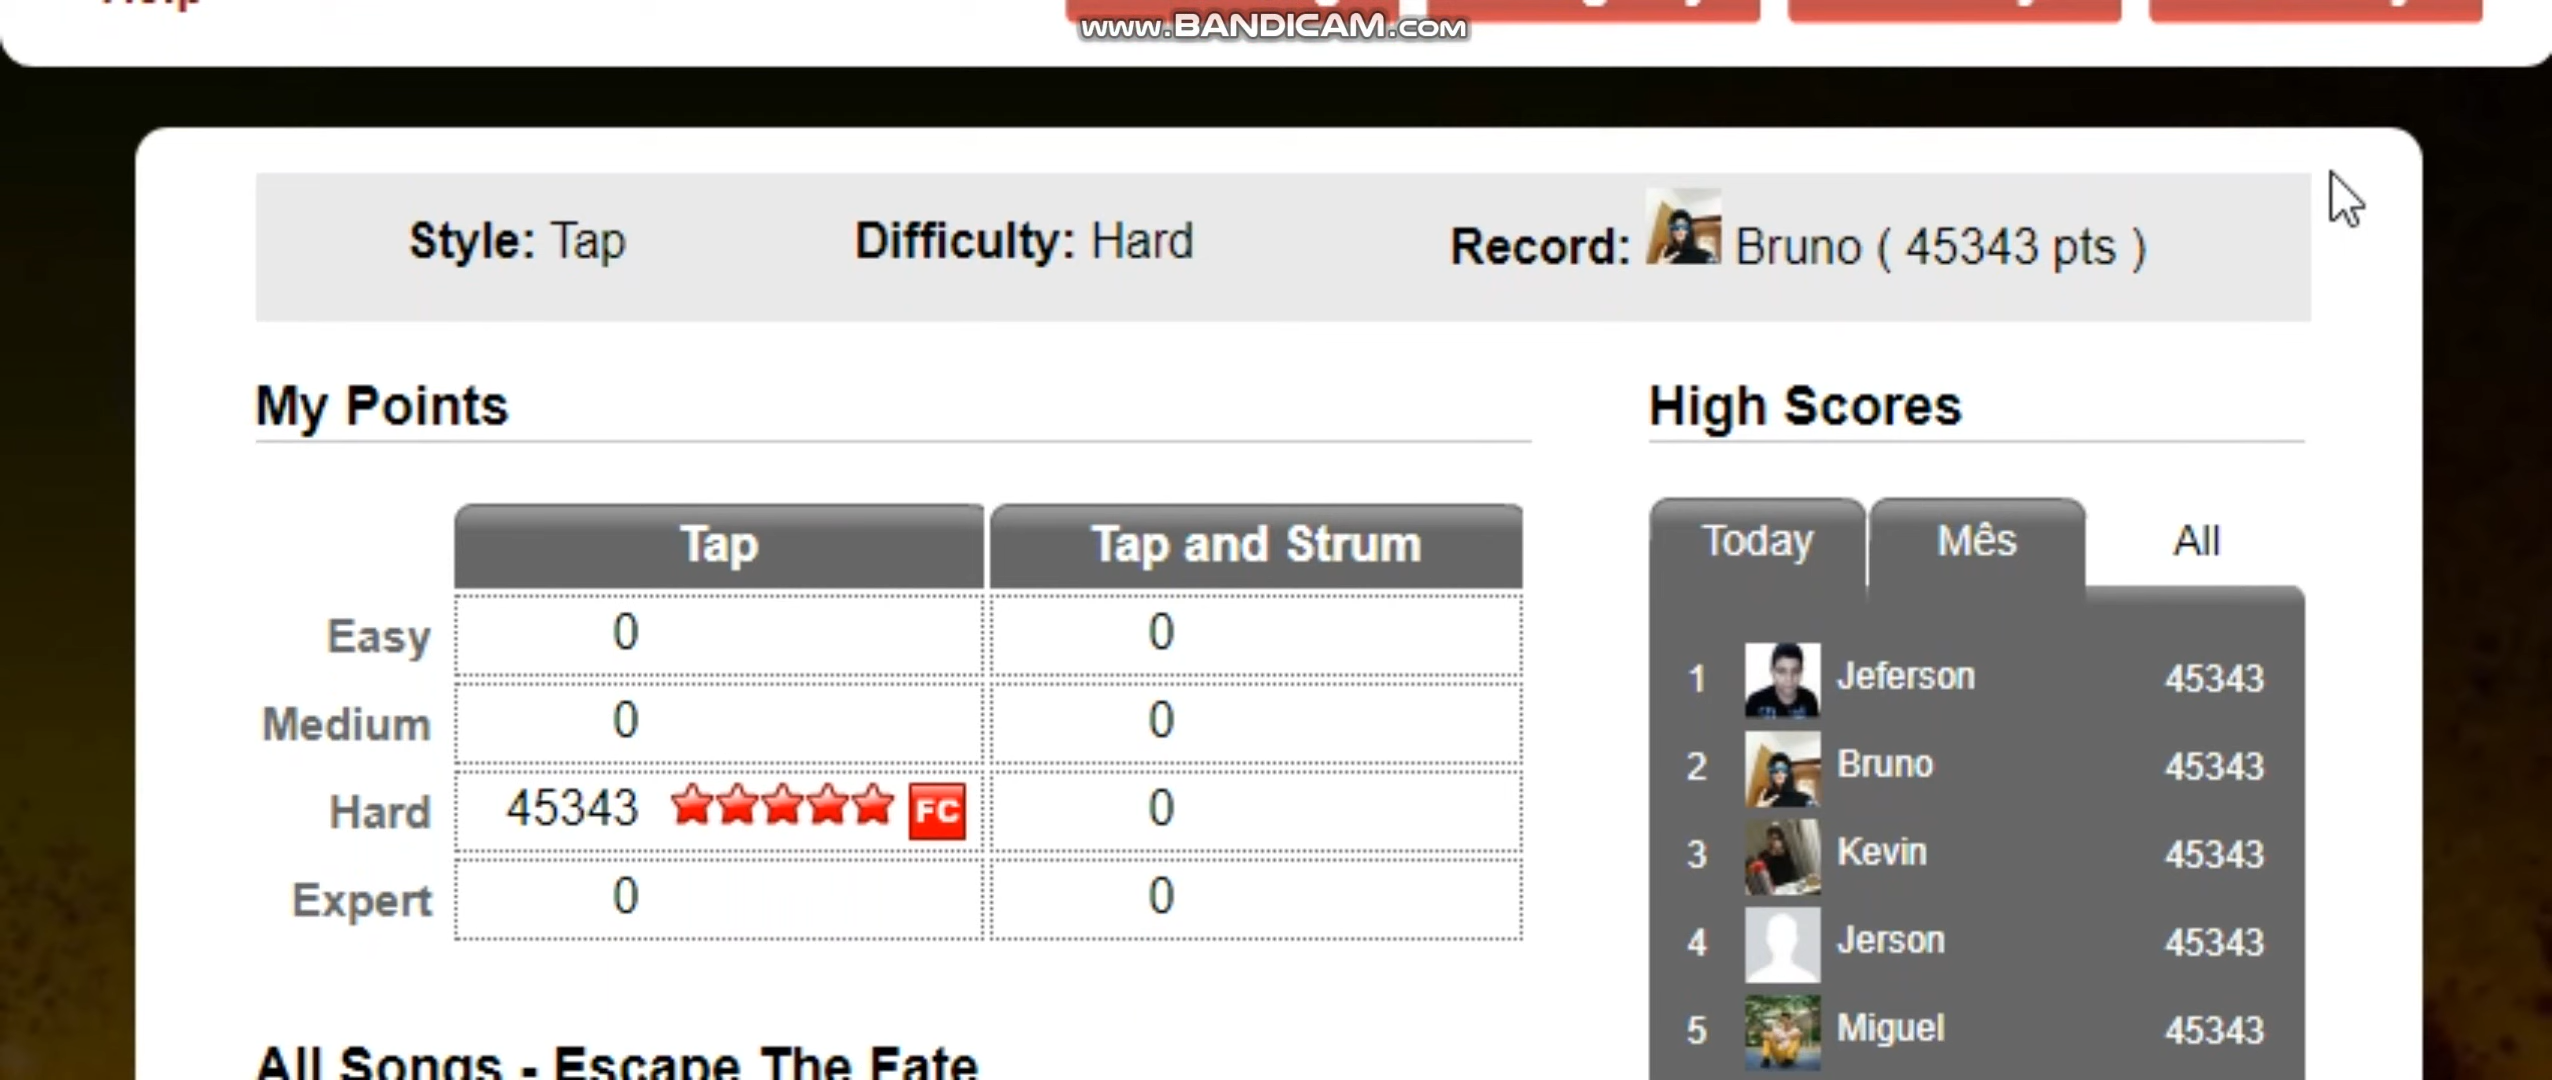 www.BANDICAM.com
Style: Tap Difficulty: Hard Record: Bruno ( 45343 pts )
My Points
High Scores
Tap Tap and Strum
Easy 0 0
Medium 0 0
Hard 45343 FC 0
Expert 0 0
Today Mês All
1 Jeferson 45343
2 Bruno 45343
3 Kevin 45343
4 Jerson 45343
5 Miguel 45343
All Songs - Escape The Fate